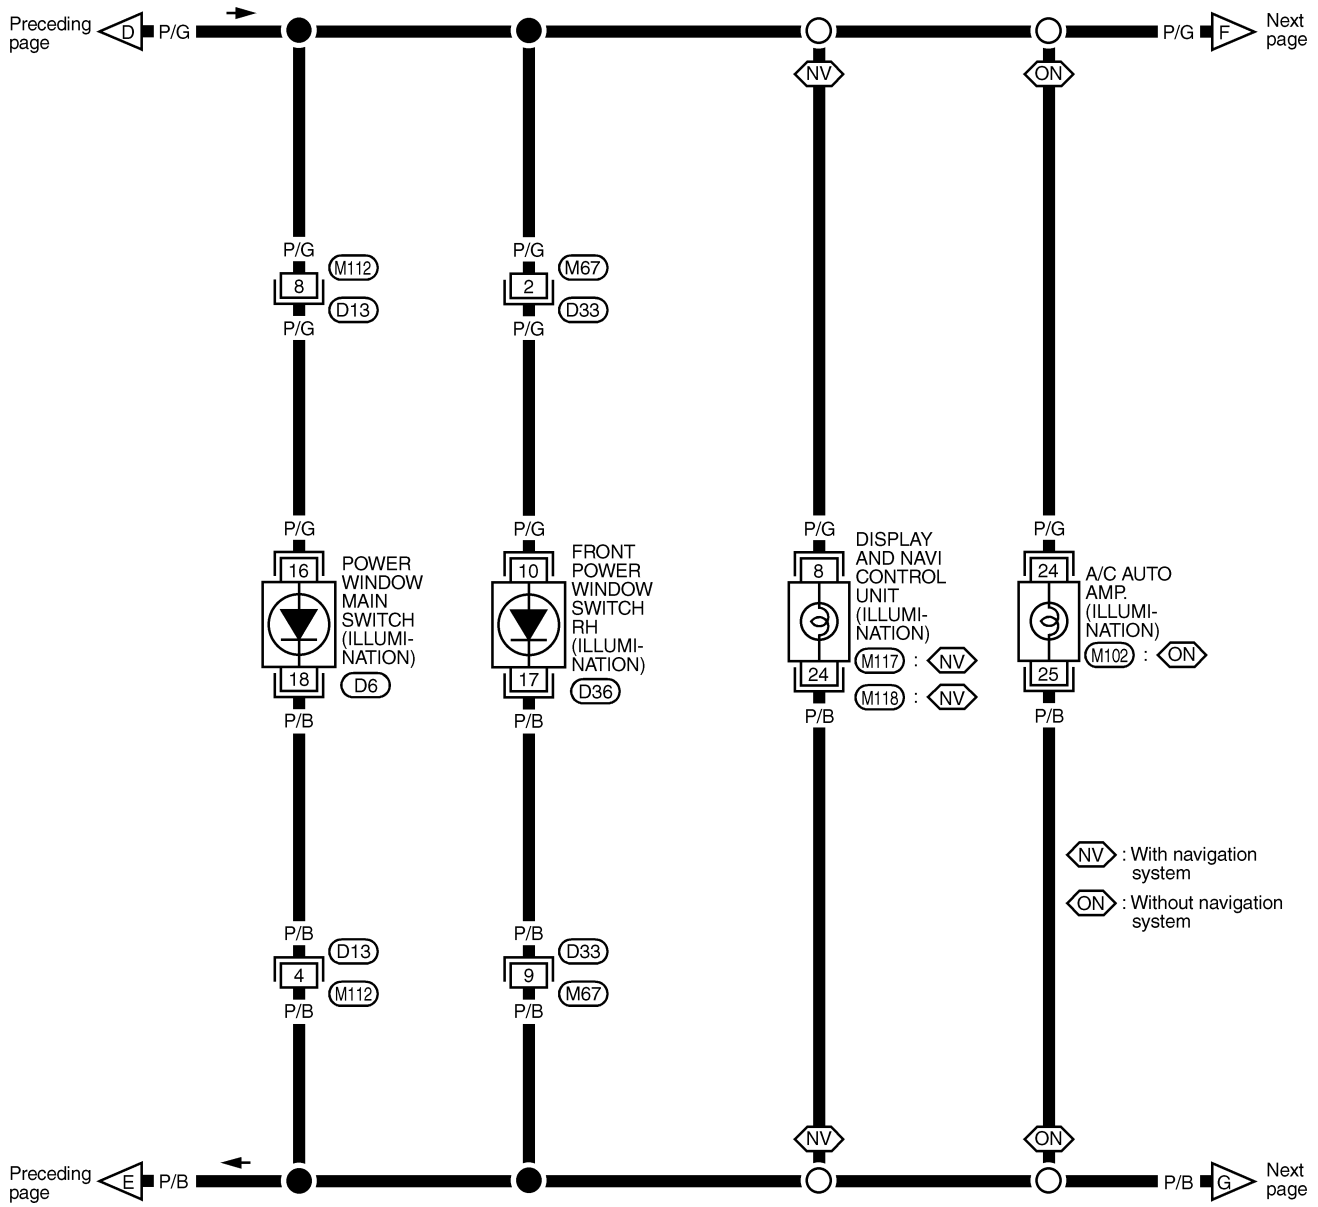 Preceding
page
D
P/G
P/G
F
Next
page
NV
ON
P/G
M112
8
D13
P/G
P/G
M67
2
D33
P/G
P/G
16
POWER
WINDOW
MAIN
SWITCH
(ILLUMI-
NATION)
18
D6
P/B
P/G
10
FRONT
POWER
WINDOW
SWITCH
RH
(ILLUMI-
NATION)
17
D36
P/B
P/G
8
DISPLAY
AND NAVI
CONTROL
UNIT
(ILLUMI-
NATION)
M117 : NV
24
M118 : NV
P/B
P/G
24
A/C AUTO
AMP.
(ILLUMI-
NATION)
M102 : ON
25
P/B
NV : With navigation
system
ON : Without navigation
system
P/B
D13
4
M112
P/B
P/B
D33
9
M67
P/B
NV
ON
Preceding
page
E
P/B
P/B
G
Next
page